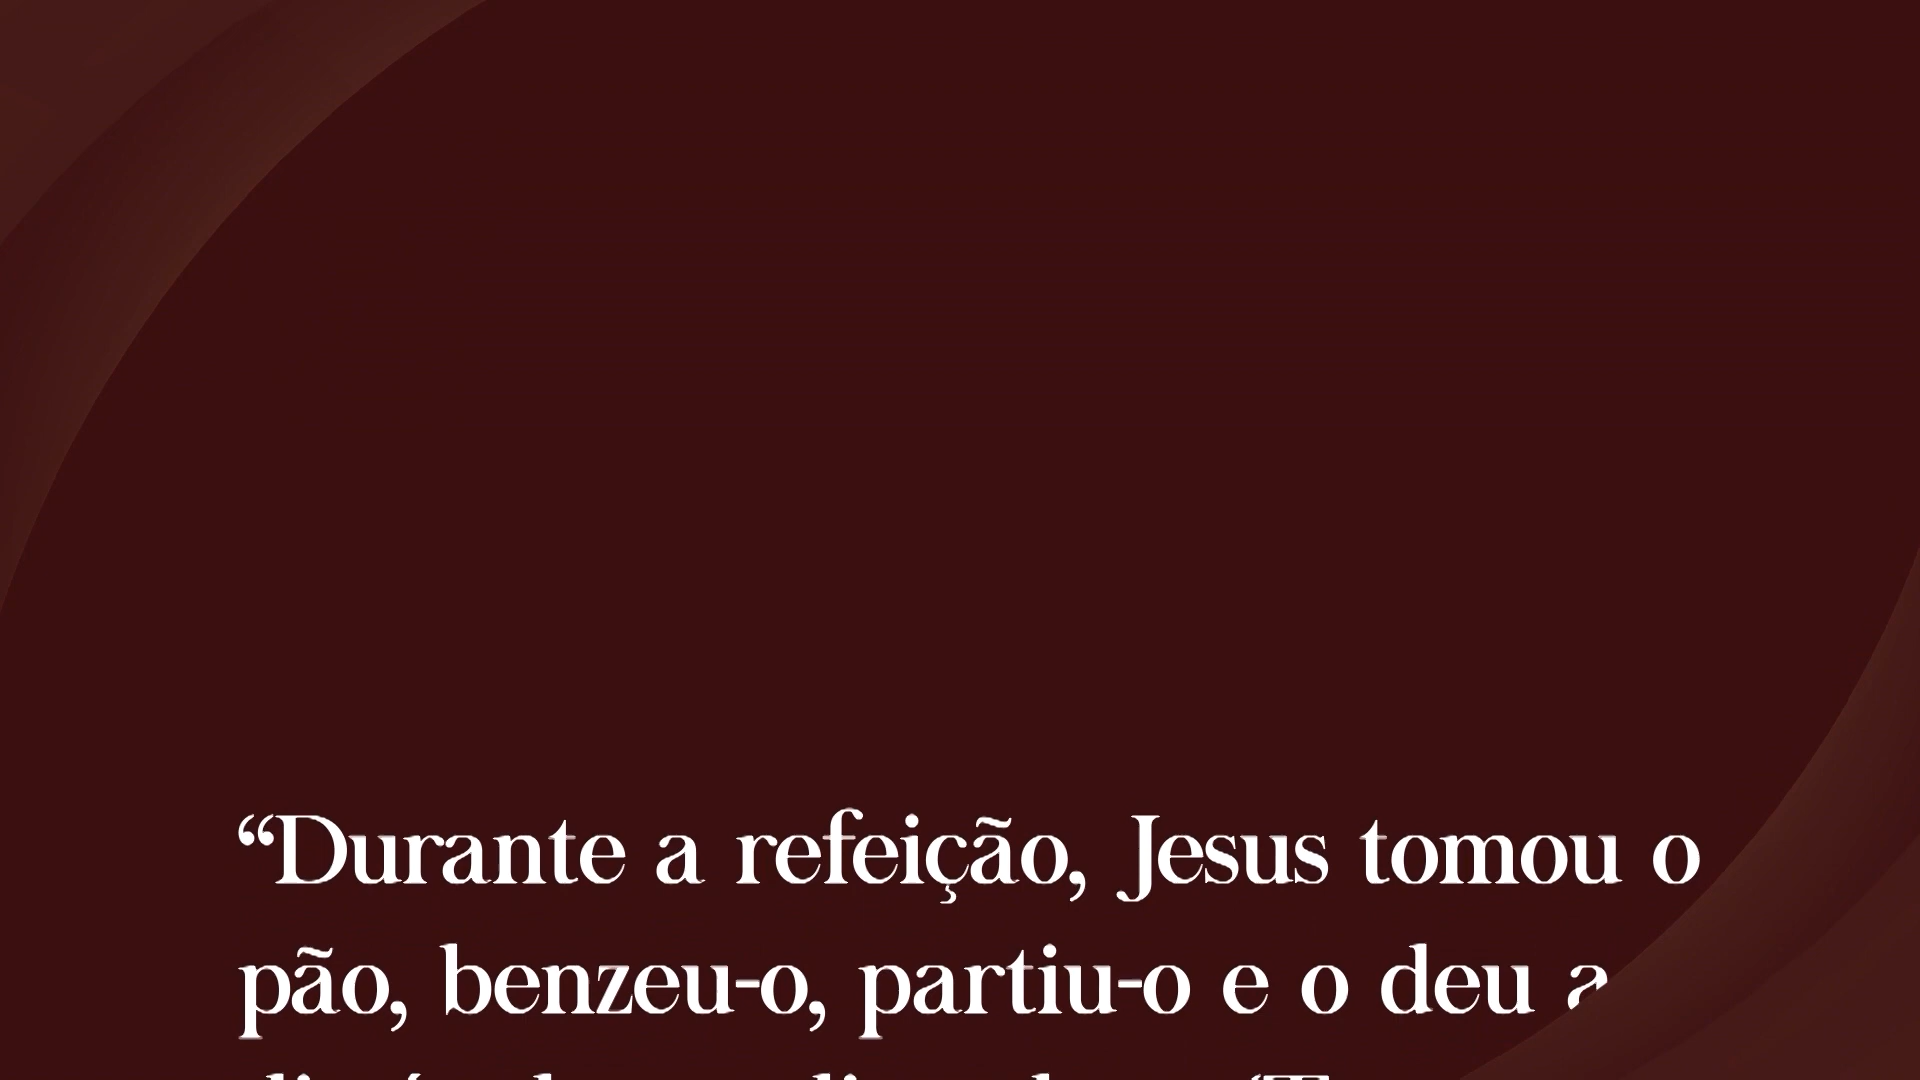 “Durante a refeição, Jesus tomou o
pão, benzeu-o, partiu-o e o deu a